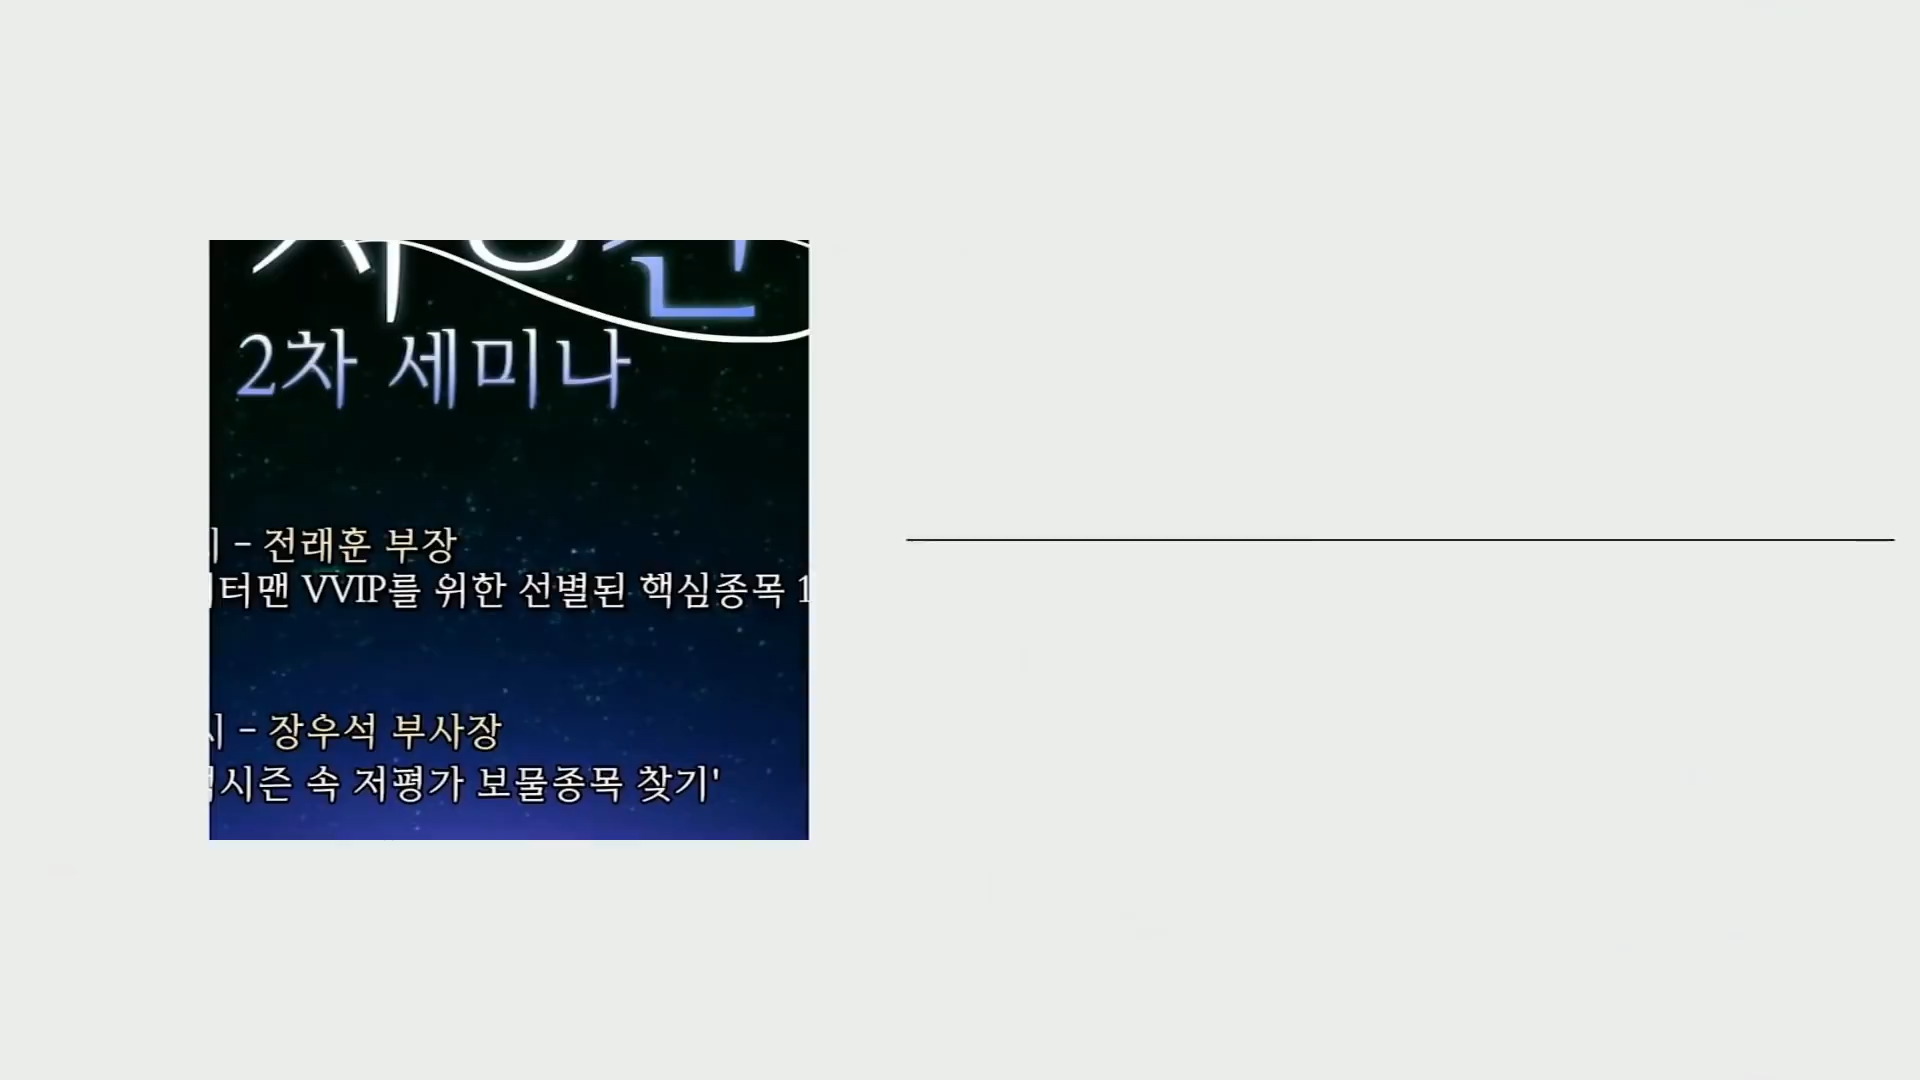 2차 세미나
- 전래훈 부장
터맨 VVIP를 위한 선별된 핵심종목 1
- 장우석 부사장
시즌 속 저평가 보물종목 찾기'